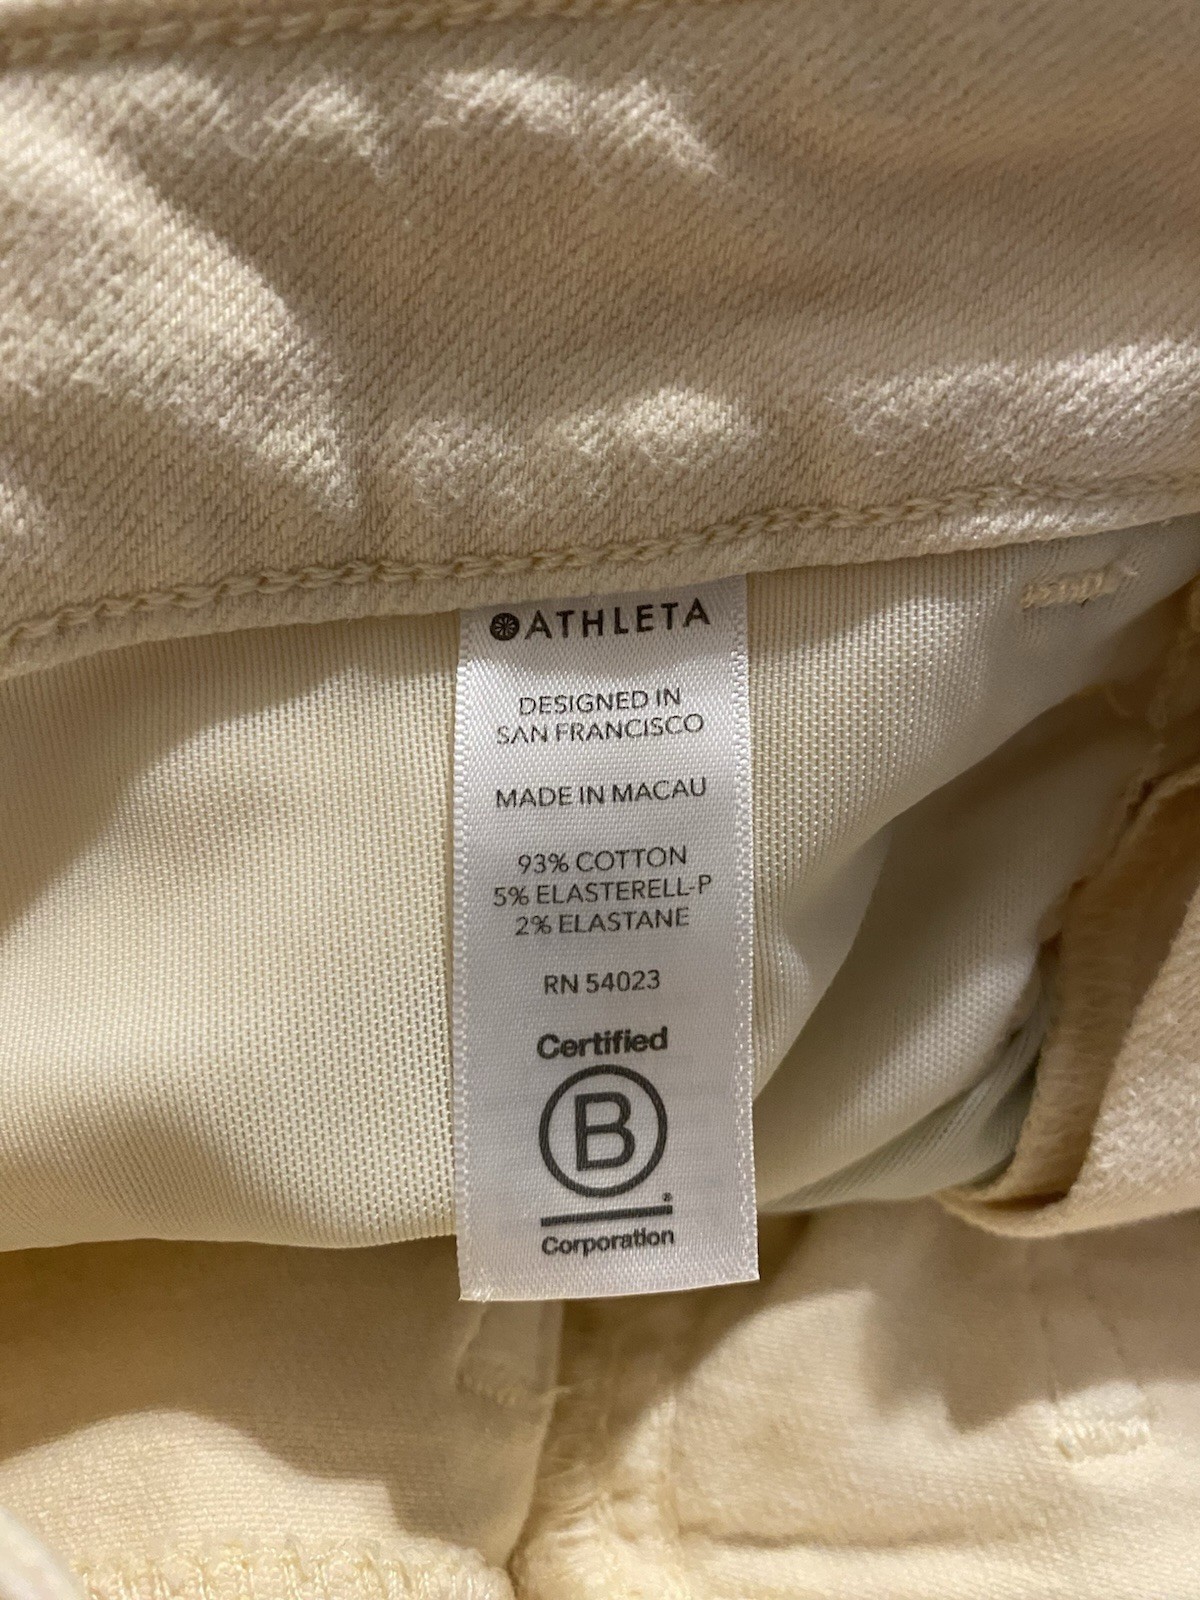 ATHLETA
DESIGNED IN
SAN FRANCISCO
MADE IN MACAU
93% COTTON
5% ELASTERELL-P
2% ELASTANE
RN 54023
Certified
B
®
Corporation